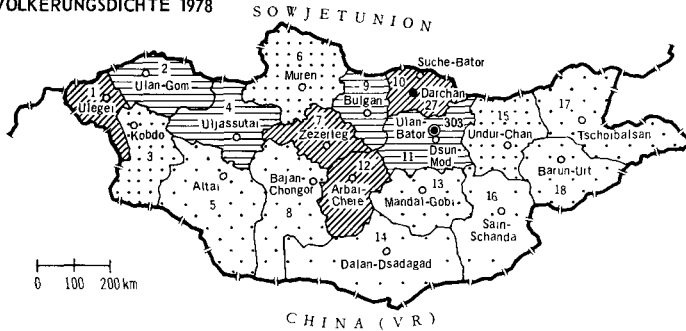 VÖLKERUNGSDICHTE 1978
SOWJETUNION
Suche-Bator
1
Ulegei
2
Ulan-Gom
Kobdo
3
4
Uljassutai
Altai
5
6
Muren
7
Zezerleg
Bajan-
Chongor
8
9
Bulgan
10
Darchan
27
Ulan-
Bator
303
Dsun-
Mod
11
12
Arbai-
Chere
13
Mandal-Gobi
14
Dalan-Dsadagad
15
Undur-Chan
16
Sain-
Schanda
17
Tschoibalsan
Barun-Urt
18
0 100 200 km
CHINA (VR)